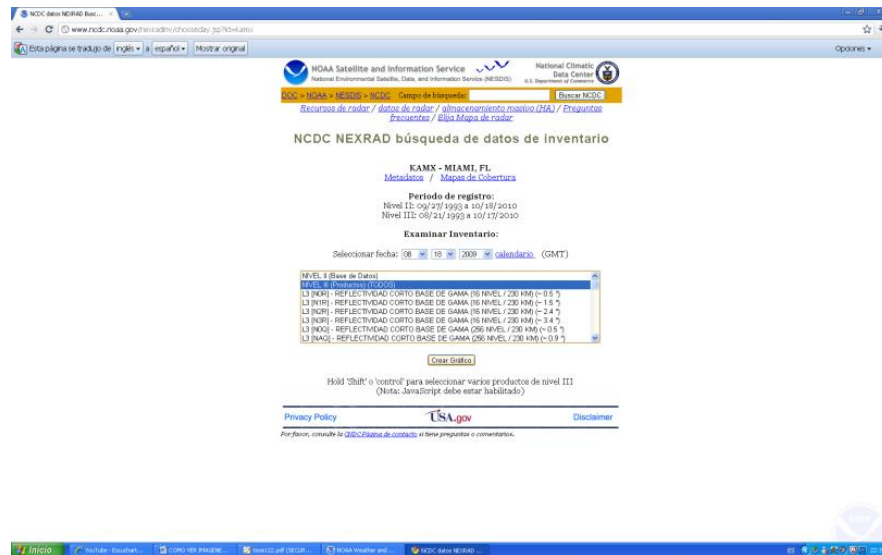 NCDC datos NEXRAD Busc...
www.ncdc.noaa.gov/nexradinv/chooseday.jsp?id=kamx
Esta página se tradujo de inglés a español Mostrar original Opciones
NOAA Satellite and Information Service
National Environmental Satellite, Data, and Information Service (NESDIS)
National Climatic
Data Center
U.S. Department of Commerce
DOC > NOAA > NESDIS > NCDC Campo de búsqueda: Buscar NCDC
Recursos de radar / datos de radar / almacenamiento masivo (HA) / Preguntas
frecuentes / Elija Mapa de radar
NCDC NEXRAD búsqueda de datos de inventario
KAMX - MIAMI, FL
Metadatos / Mapas de Cobertura
Periodo de registro:
Nivel II: 09/27/1993 a 10/18/2010
Nivel III: 08/21/1993 a 10/17/2010
Examinar Inventario:
Seleccionar fecha: 08 18 2009 calendario (GMT)
NIVEL II (Base de Datos)
NIVEL III (Productos) (TODOS)
L3 [N0R] - REFLECTIVIDAD CORTO BASE DE GAMA (16 NIVEL / 230 KM) (~ 0.5 °)
L3 [N1R] - REFLECTIVIDAD CORTO BASE DE GAMA (16 NIVEL / 230 KM) (~ 1.5 °)
L3 [N2R] - REFLECTIVIDAD CORTO BASE DE GAMA (16 NIVEL / 230 KM) (~ 2.4 °)
L3 [N3R] - REFLECTIVIDAD CORTO BASE DE GAMA (16 NIVEL / 230 KM) (~ 3.4 °)
L3 [N0Q] - REFLECTIVIDAD CORTO BASE DE GAMA (256 NIVEL / 230 KM) (~ 0.5 °)
L3 [NAQ] - REFLECTIVIDAD CORTO BASE DE GAMA (256 NIVEL / 230 KM) (~ 0.9 °)
Crear Gráfico
Hold 'Shift' o 'control' para seleccionar varios productos de nivel III
(Nota: JavaScript debe estar habilitado)
Privacy Policy USA.gov Disclaimer
Por favor, consulte la CNDC Página de contacto si tiene preguntas o comentarios.
Inicio YouTube - Escuchart... COMO VER IMAGENE... NOAA Weather and ... NCDC datos NEXRAD ... ES